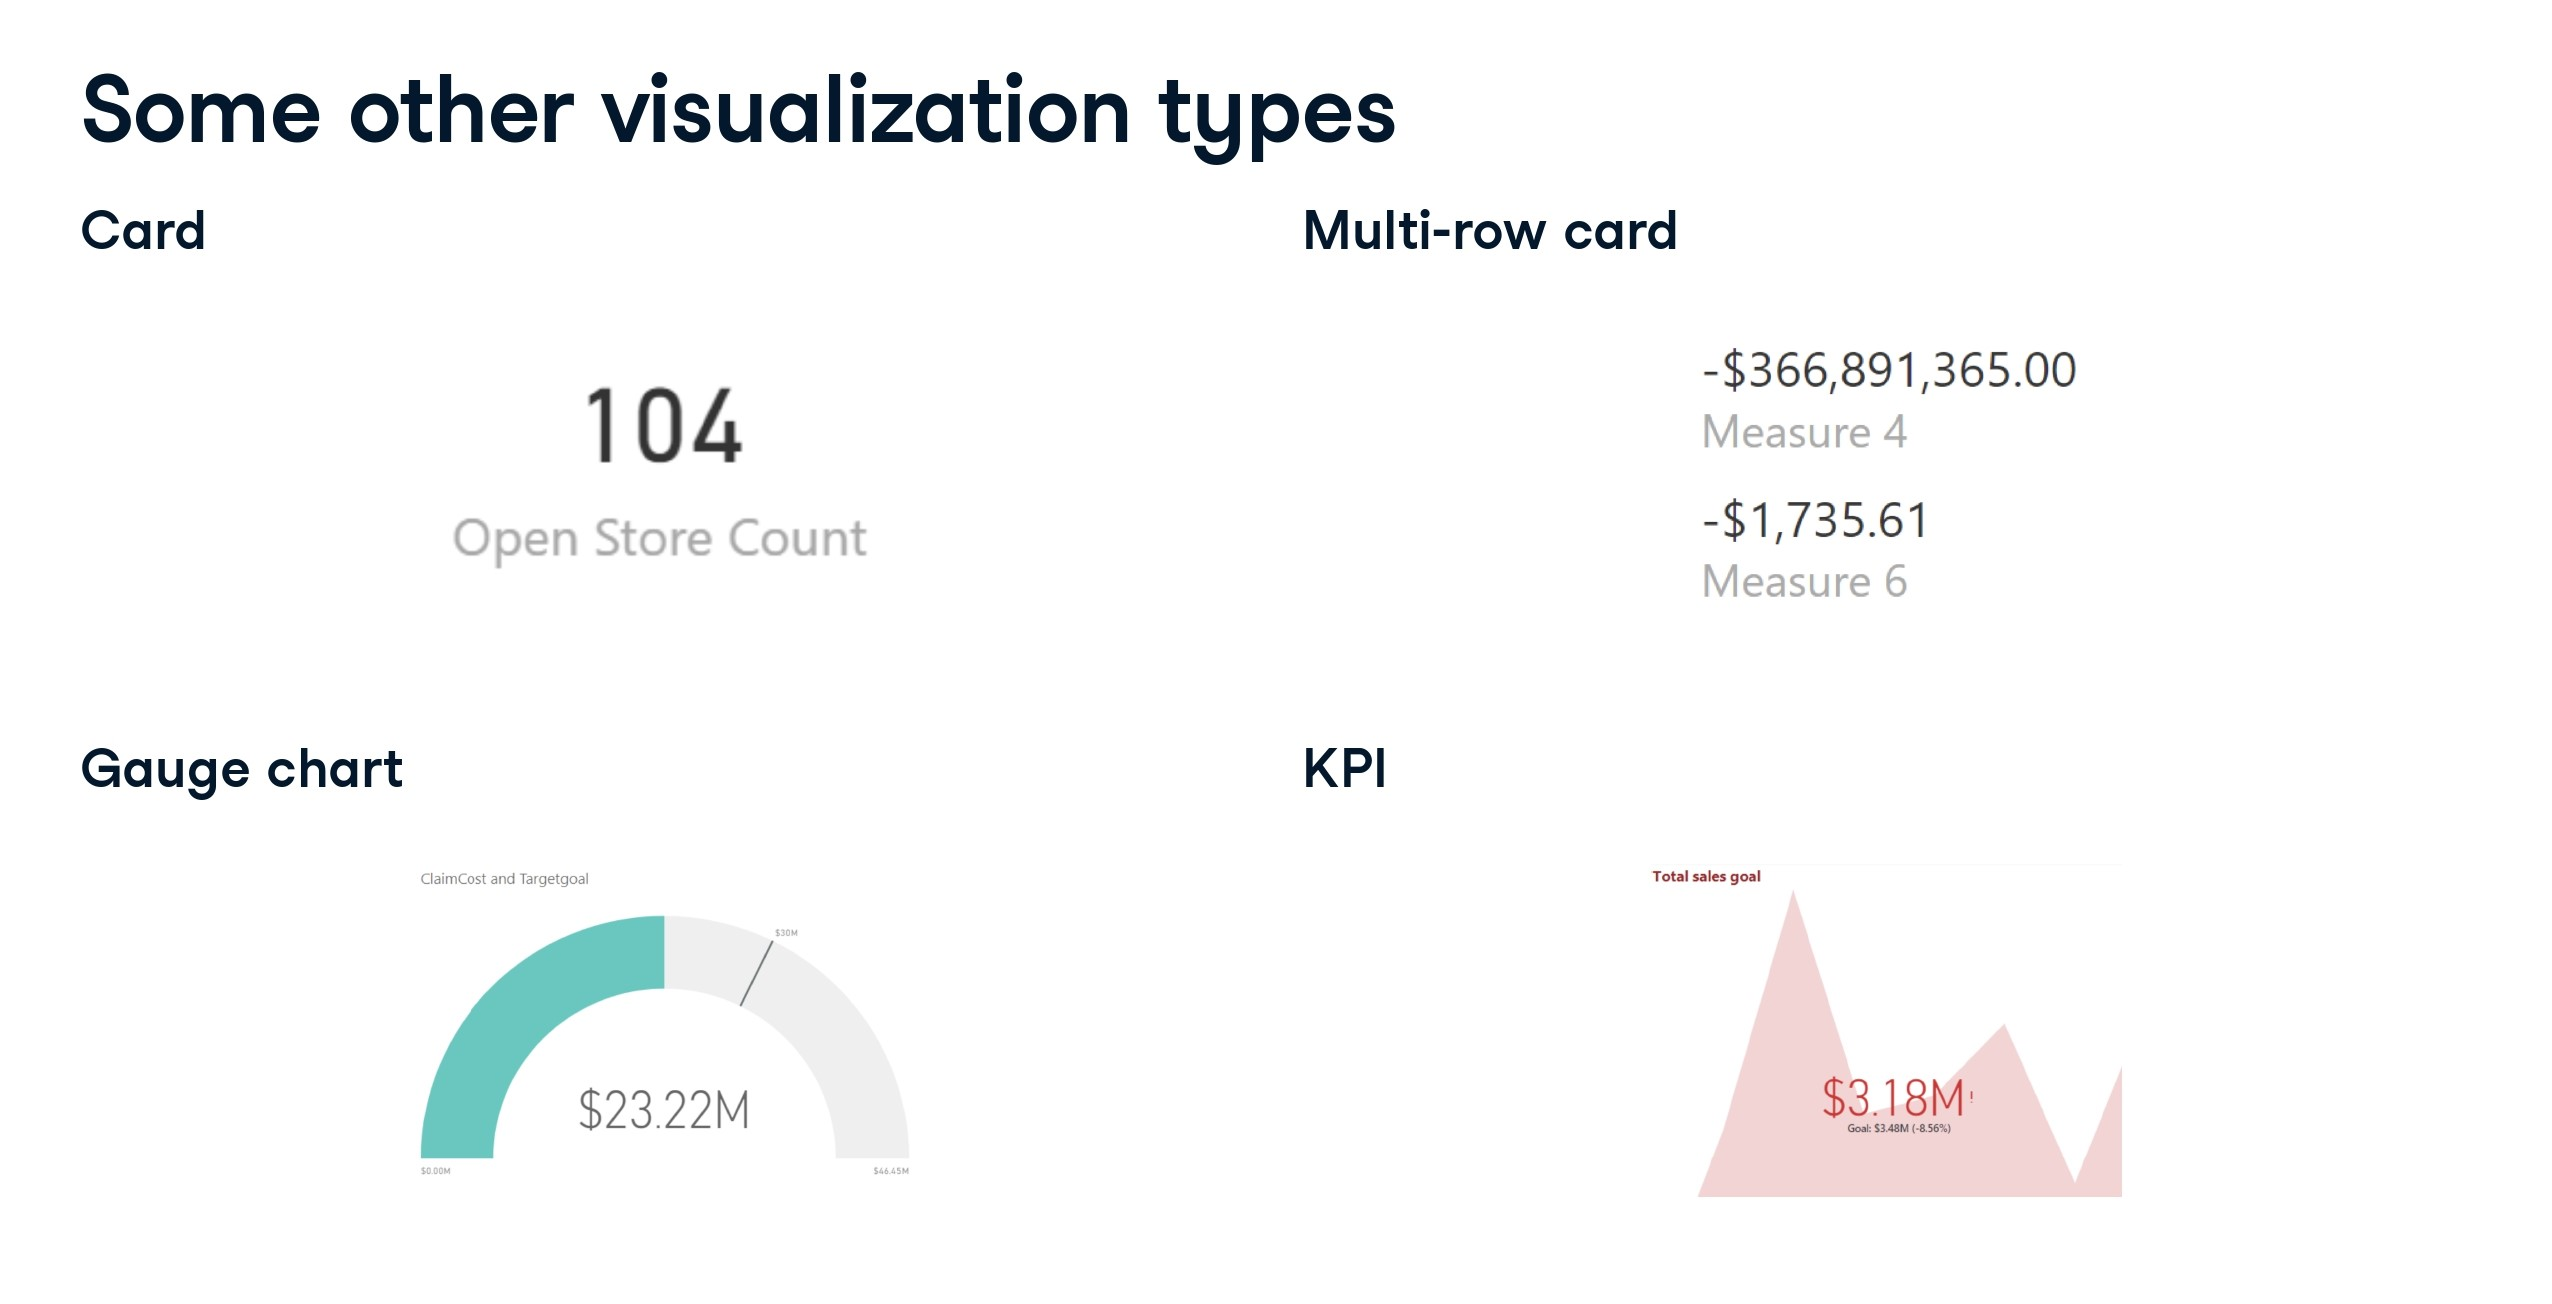 Some other visualization types
Card
104
Open Store Count
Multi-row card
-$366,891,365.00
Measure 4
-$1,735.61
Measure 6
Gauge chart
ClaimCost and Targetgoal
$30M
$23.22M
$0.00M
$46.45M
KPI
Total sales goal
$3.18M!
Goal: $3.48M (-8.56%)